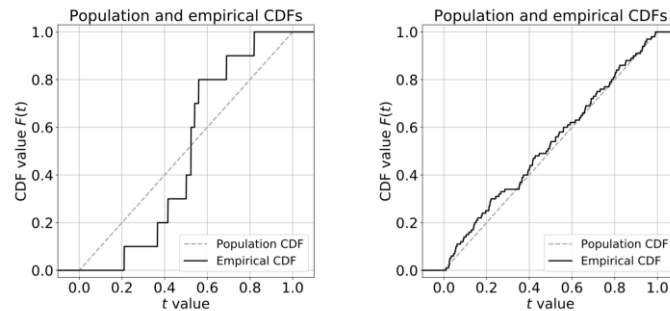 Population and empirical CDFs
CDF value F(t)
1.0
0.8
0.6
0.4
0.2
0.0
Population CDF
Empirical CDF
0.0 0.2 0.4 0.6 0.8 1.0
t value
Population and empirical CDFs
CDF value F(t)
1.0
0.8
0.6
0.4
0.2
0.0
Population CDF
Empirical CDF
0.0 0.2 0.4 0.6 0.8 1.0
t value